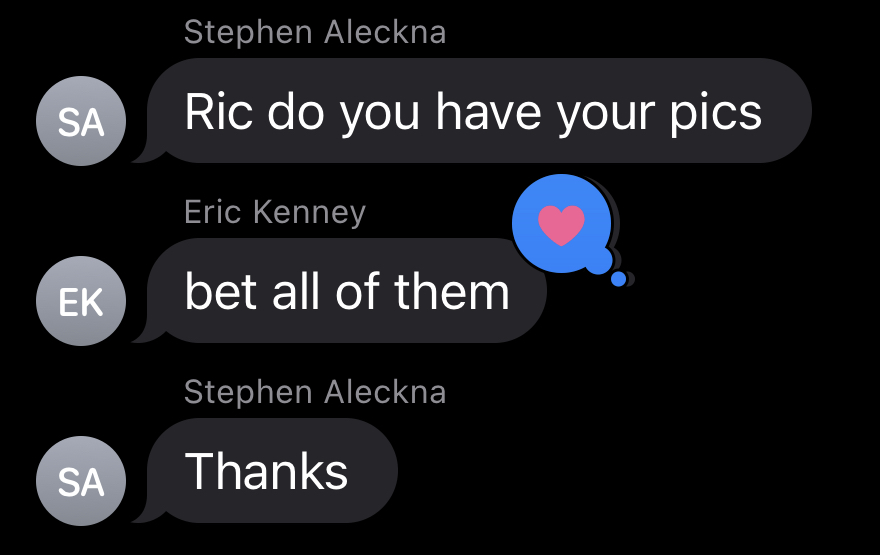 Stephen Aleckna
SA
Ric do you have your pics
Eric Kenney
EK
bet all of them
Stephen Aleckna
SA
Thanks